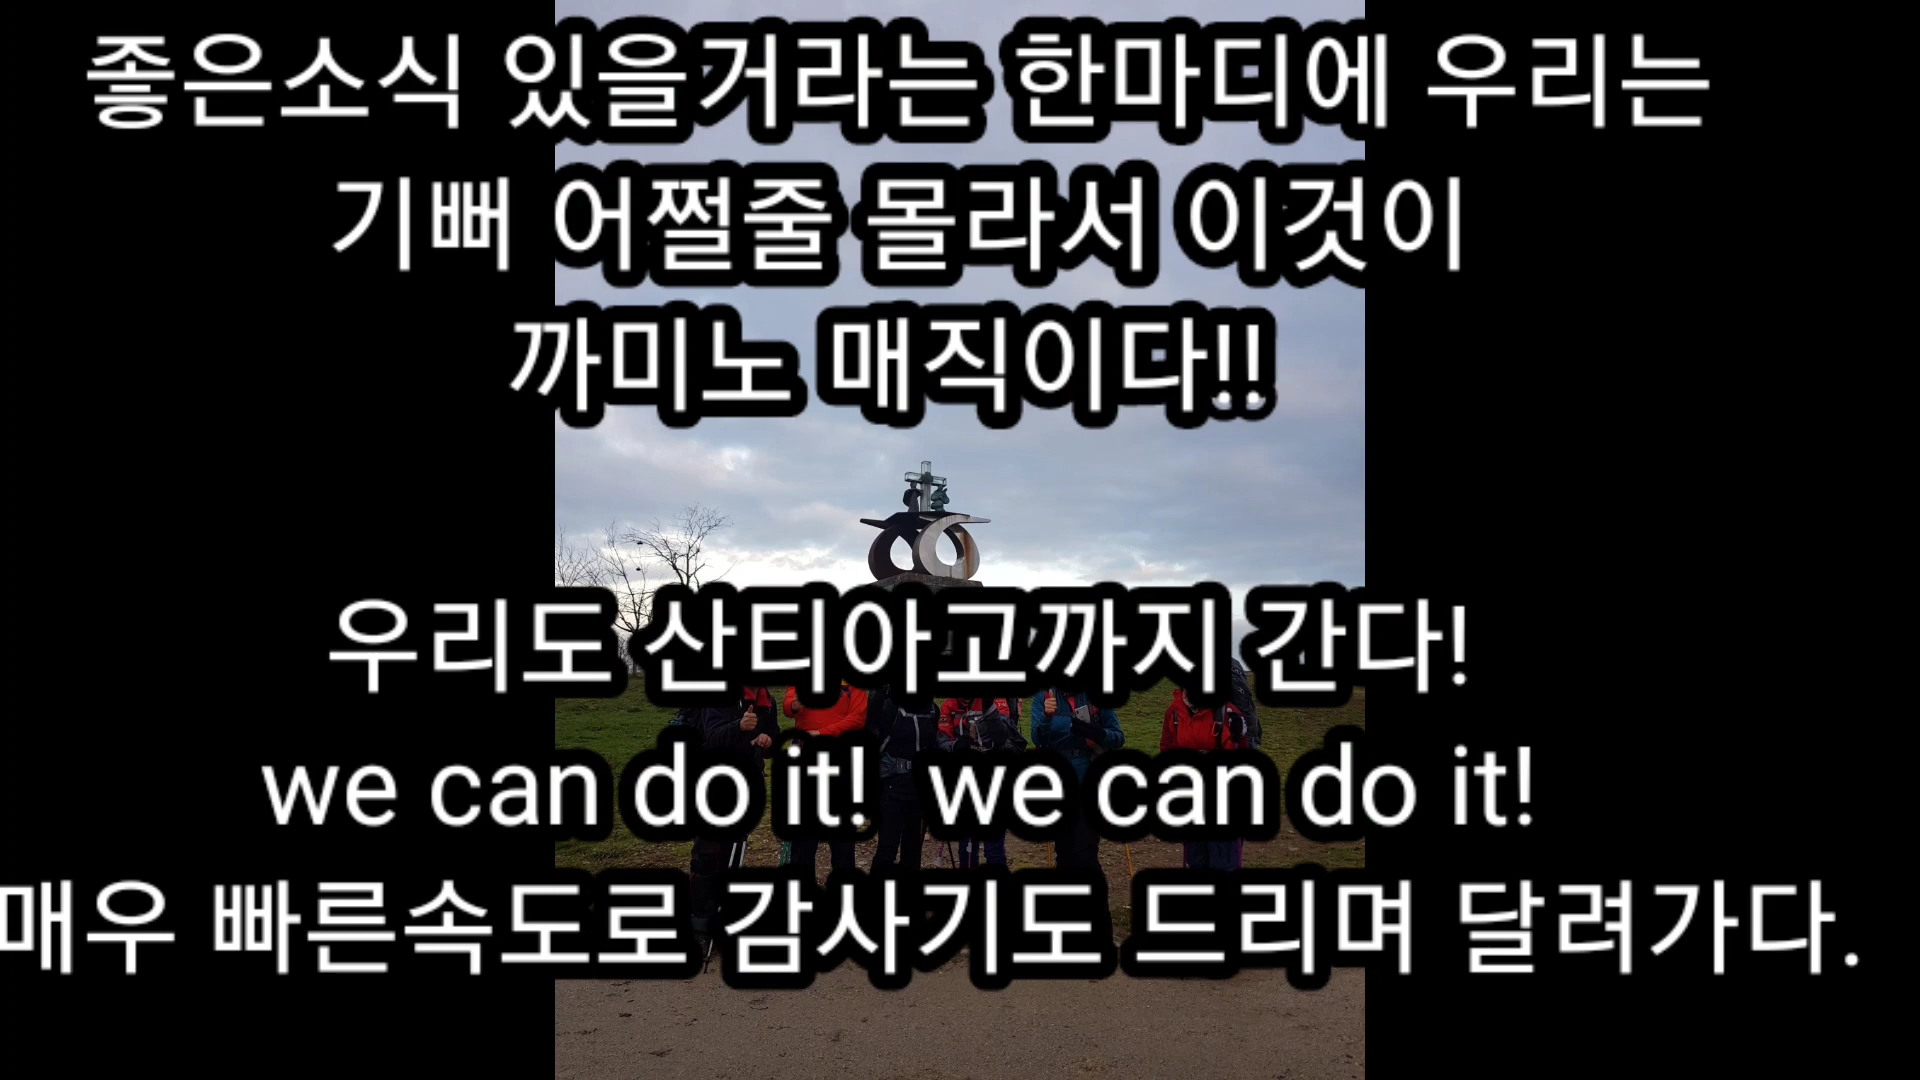 좋은소식 있을거라는 한마디에 우리는
기뻐 어쩔줄 몰라서 이것이
까미노 매직이다!!
우리도 산티아고까지 간다!
we can do it!  we can do it!
매우 빠른속도로 감사기도 드리며 달려가다.